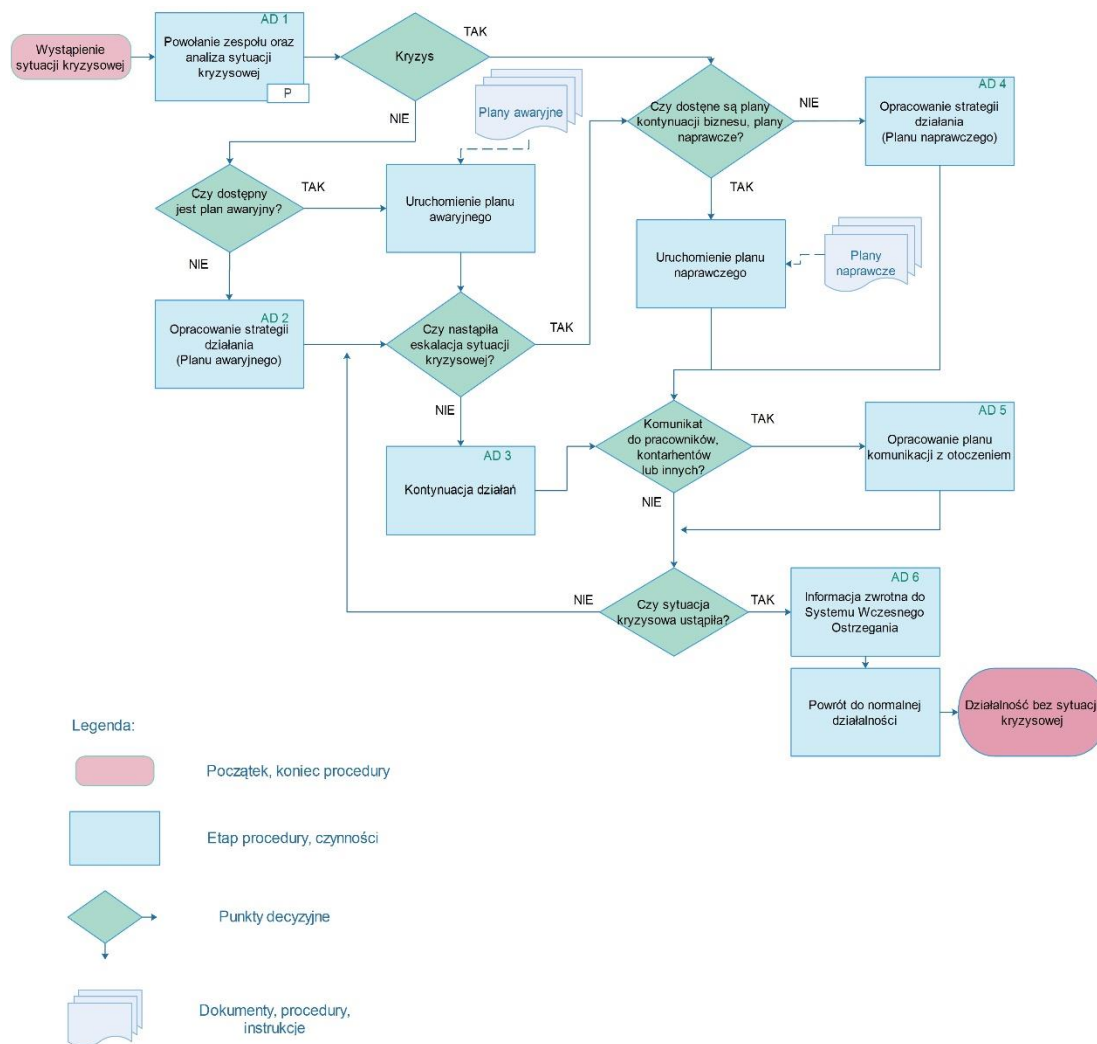 Wystąpienie
sytuacji kryzysowej
AD 1
Powołanie zespołu oraz
analiza sytuacji
kryzysowej
P
Kryzys
TAK
NIE
Plany awaryjne
Czy dostęne są plany
kontynuacji biznesu, plany
naprawcze?
NIE
TAK
AD 4
Opracowanie strategii
działania
(Planu naprawczego)
Czy dostępny
jest plan awaryjny?
TAK
NIE
Uruchomienie planu
awaryjnego
Uruchomienie planu
naprawczego
Plany
naprawcze
AD 2
Opracowanie strategii
działania
(Planu awaryjnego)
Czy nastąpiła
eskalacja sytuacji
kryzysowej?
TAK
NIE
AD 3
Kontynuacja działań
Komunikat
do pracowników,
kontarhentów
lub innych?
TAK
NIE
AD 5
Opracowanie planu
komunikacji z otoczeniem
Czy sytuacja
kryzysowa ustąpiła?
NIE
TAK
AD 6
Informacja zwrotna do
Systemu Wczesnego
Ostrzegania
Powrót do normalnej
działalności
Działalność bez sytuacj
kryzysowej
Legenda:
Początek, koniec procedury
Etap procedury, czynności
Punkty decyzyjne
Dokumenty, procedury,
instrukcje